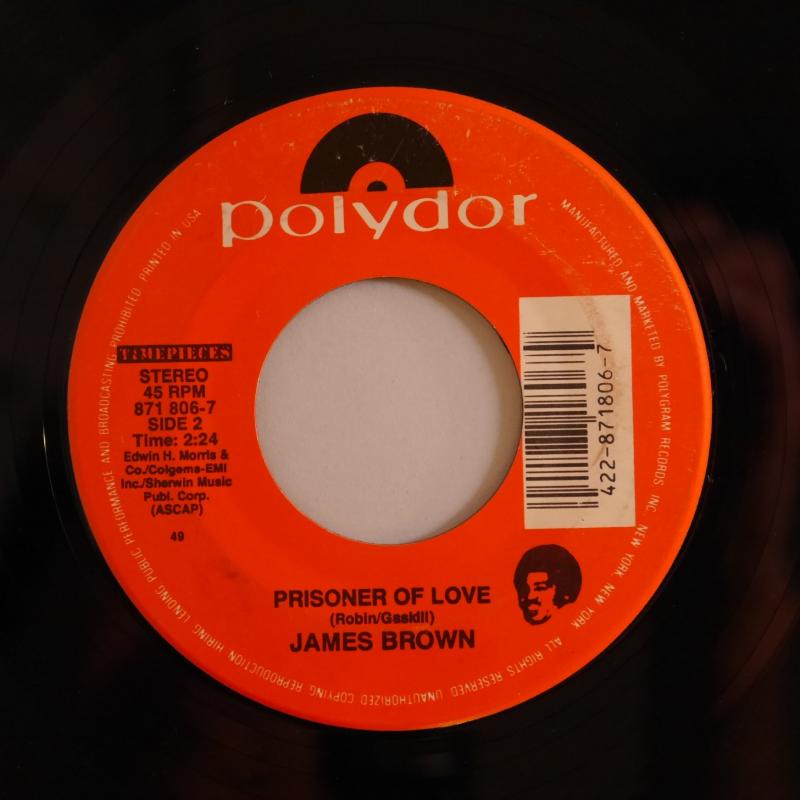 polydor
TIMEPIECES
STEREO
45 RPM
871 806-7
SIDE 2
Time: 2:24
Edwin H. Morris &
Co./Colgems-EMI
Inc./Sherwin Music
Publ. Corp.
(ASCAP)
49
422-871806-7
PRISONER OF LOVE
(Robin/Gaskill)
JAMES BROWN
MANUFACTURED AND MARKETED BY POLYGRAM RECORDS, INC. NEW YORK, NEW YORK. ALL RIGHTS RESERVED. UNAUTHORIZED COPYING, REPRODUCTION HIRING, LENDING PUBLIC PERFORMANCE AND BROADCASTING PROHIBITED. PRINTED IN USA